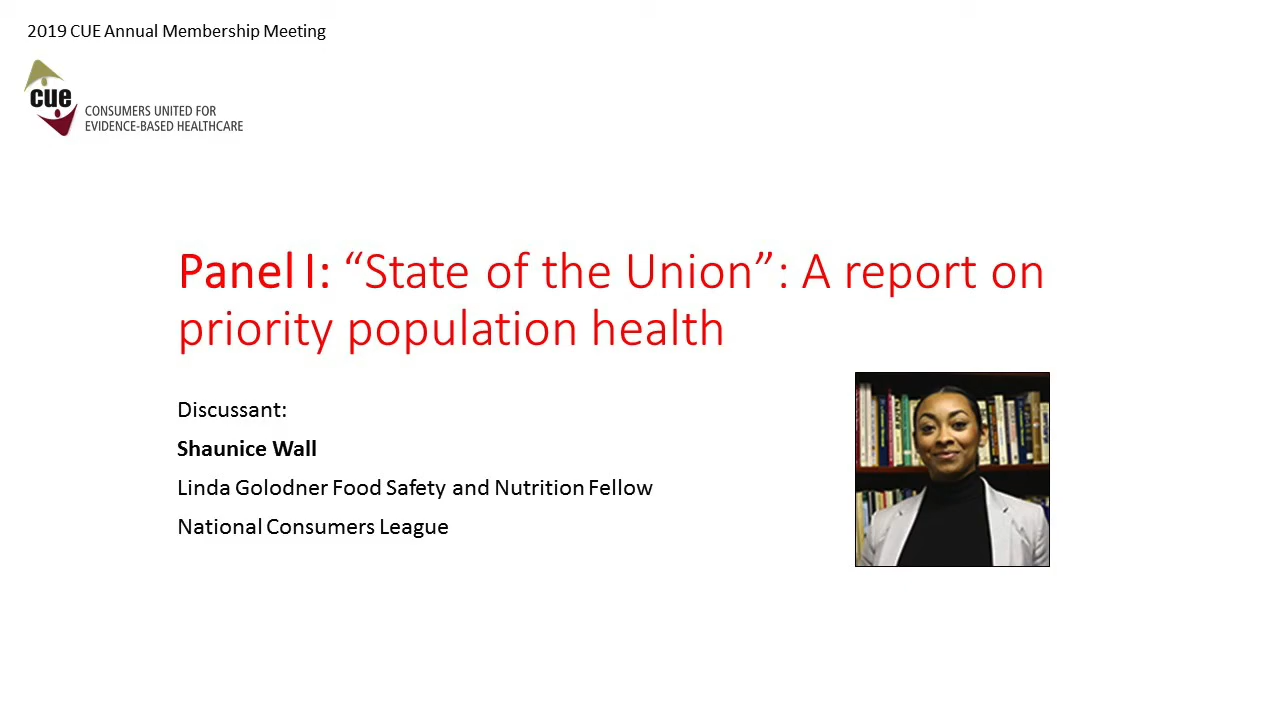 2019 CUE Annual Membership Meeting
cue
CONSUMERS UNITED FOR
EVIDENCE-BASED HEALTHCARE
Panel I: “State of the Union”: A report on
priority population health
Discussant:
Shaunice Wall
Linda Golodner Food Safety and Nutrition Fellow
National Consumers League